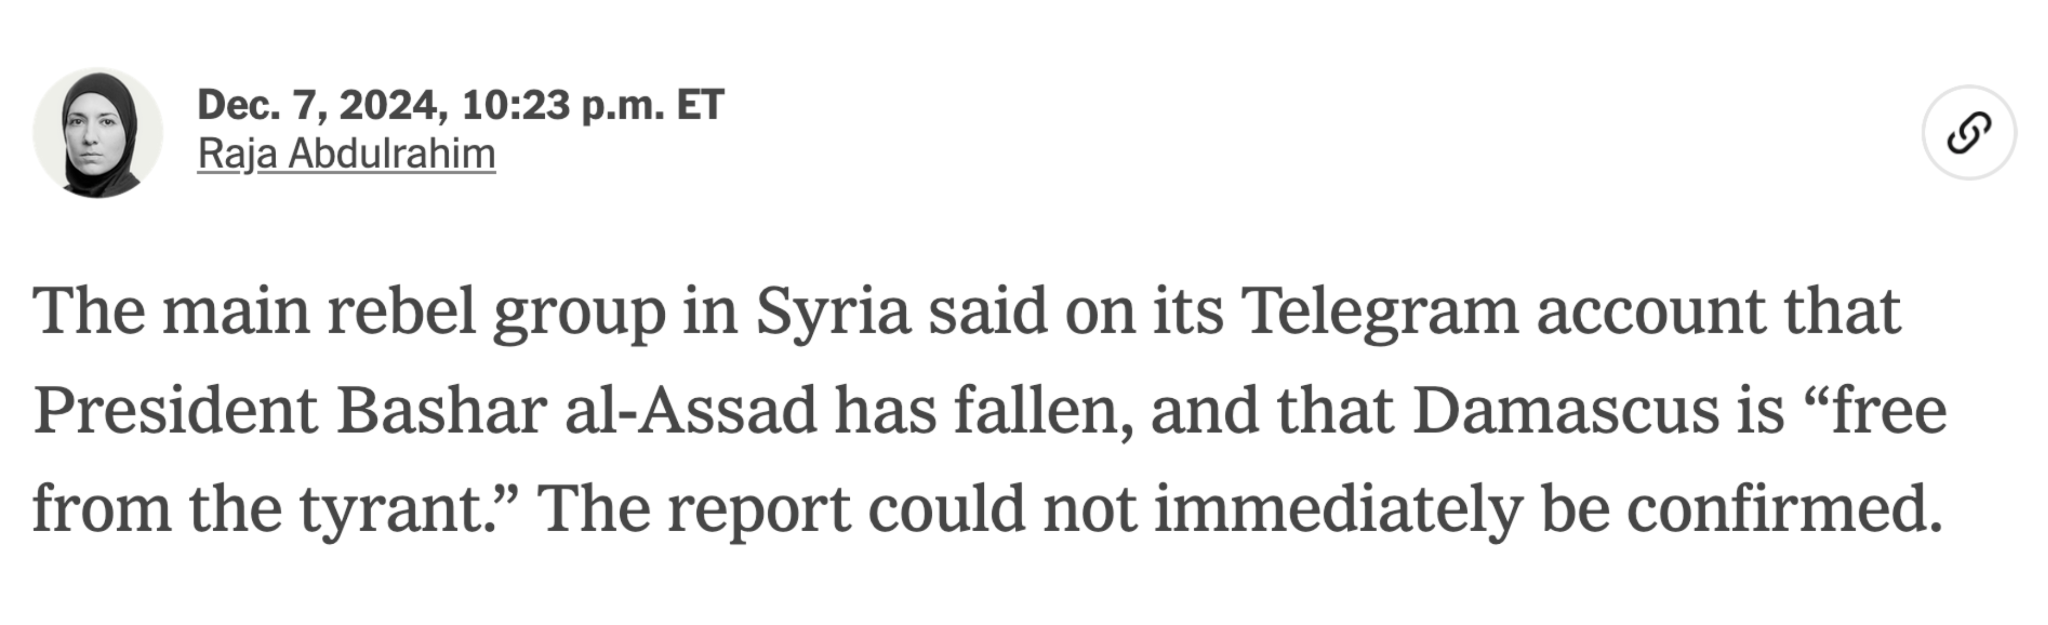 Dec. 7, 2024, 10:23 p.m. ET
Raja Abdulrahim
The main rebel group in Syria said on its Telegram account that
President Bashar al-Assad has fallen, and that Damascus is “free
from the tyrant.” The report could not immediately be confirmed.